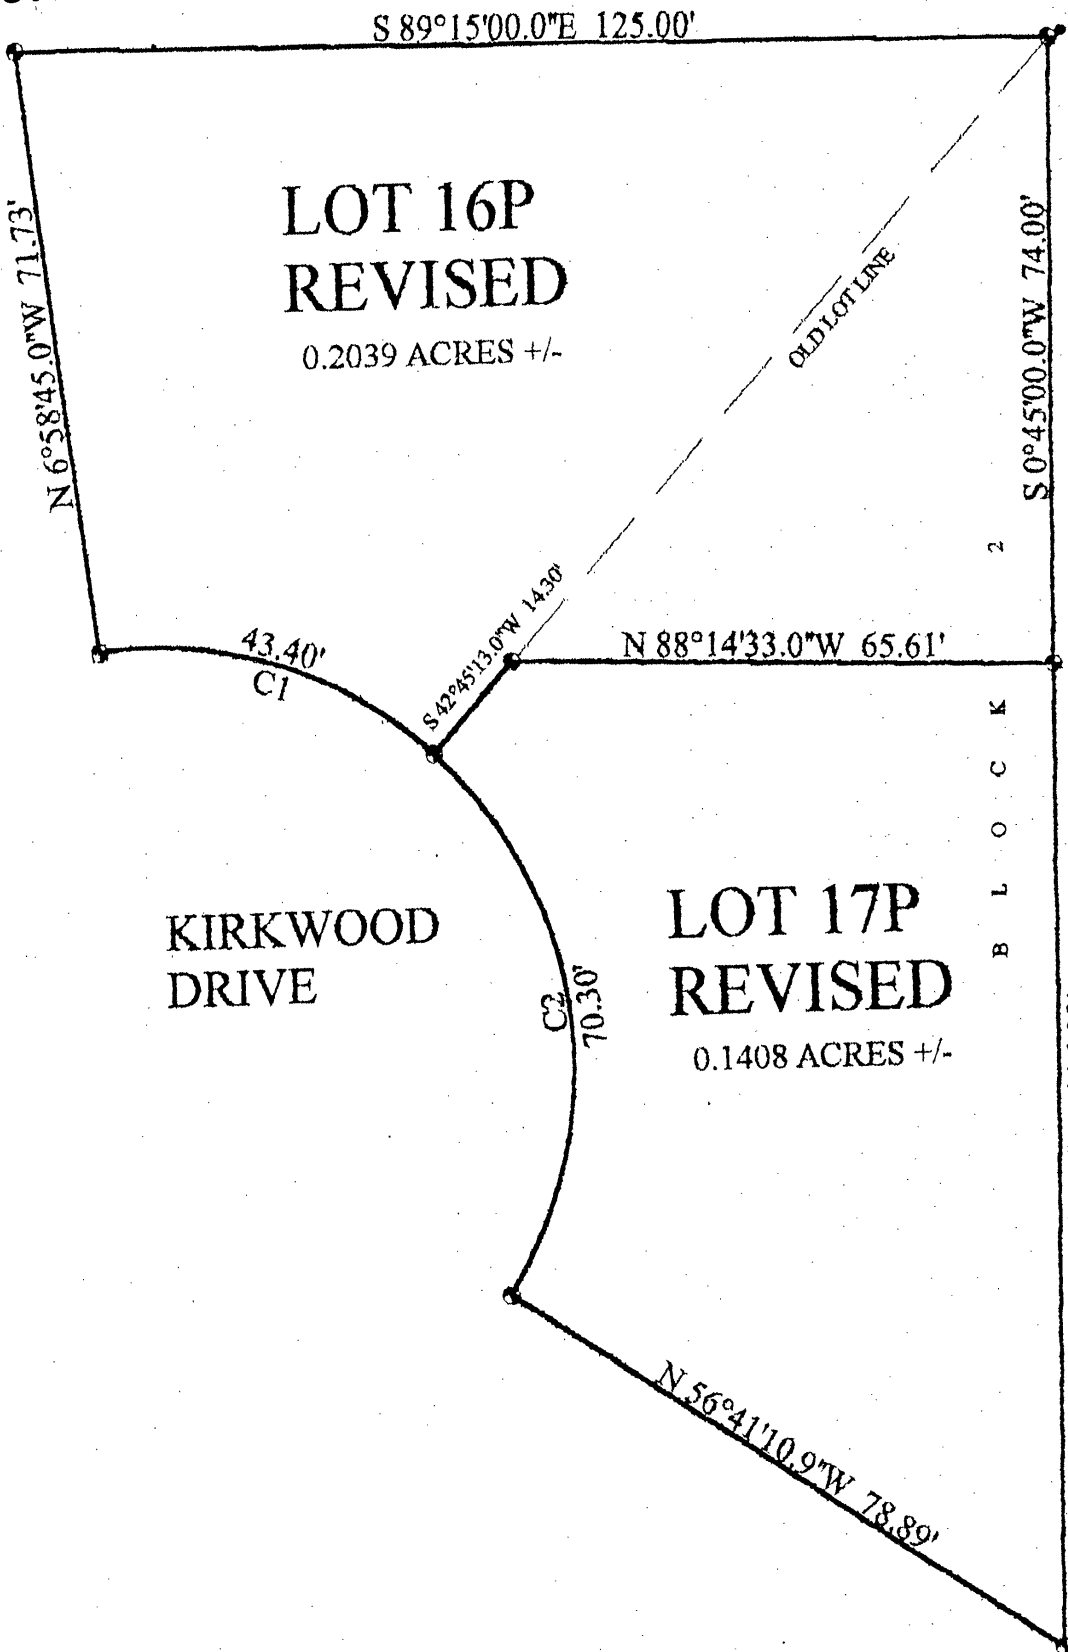 S 89°15'00.0"E 125.00'
LOT 16P
REVISED
0.2039 ACRES +/-
N 6°58'45.0"W 71.73'
OLD LOT LINE
S 0°45'00.0"W 74.00'
S 42°45'13.0"W 14.30'
43.40'
C1
N 88°14'33.0"W 65.61'
BLOCK 2
KIRKWOOD
DRIVE
LOT 17P
REVISED
0.1408 ACRES +/-
C2
70.30'
N 56°41'10.9"W 78.89'